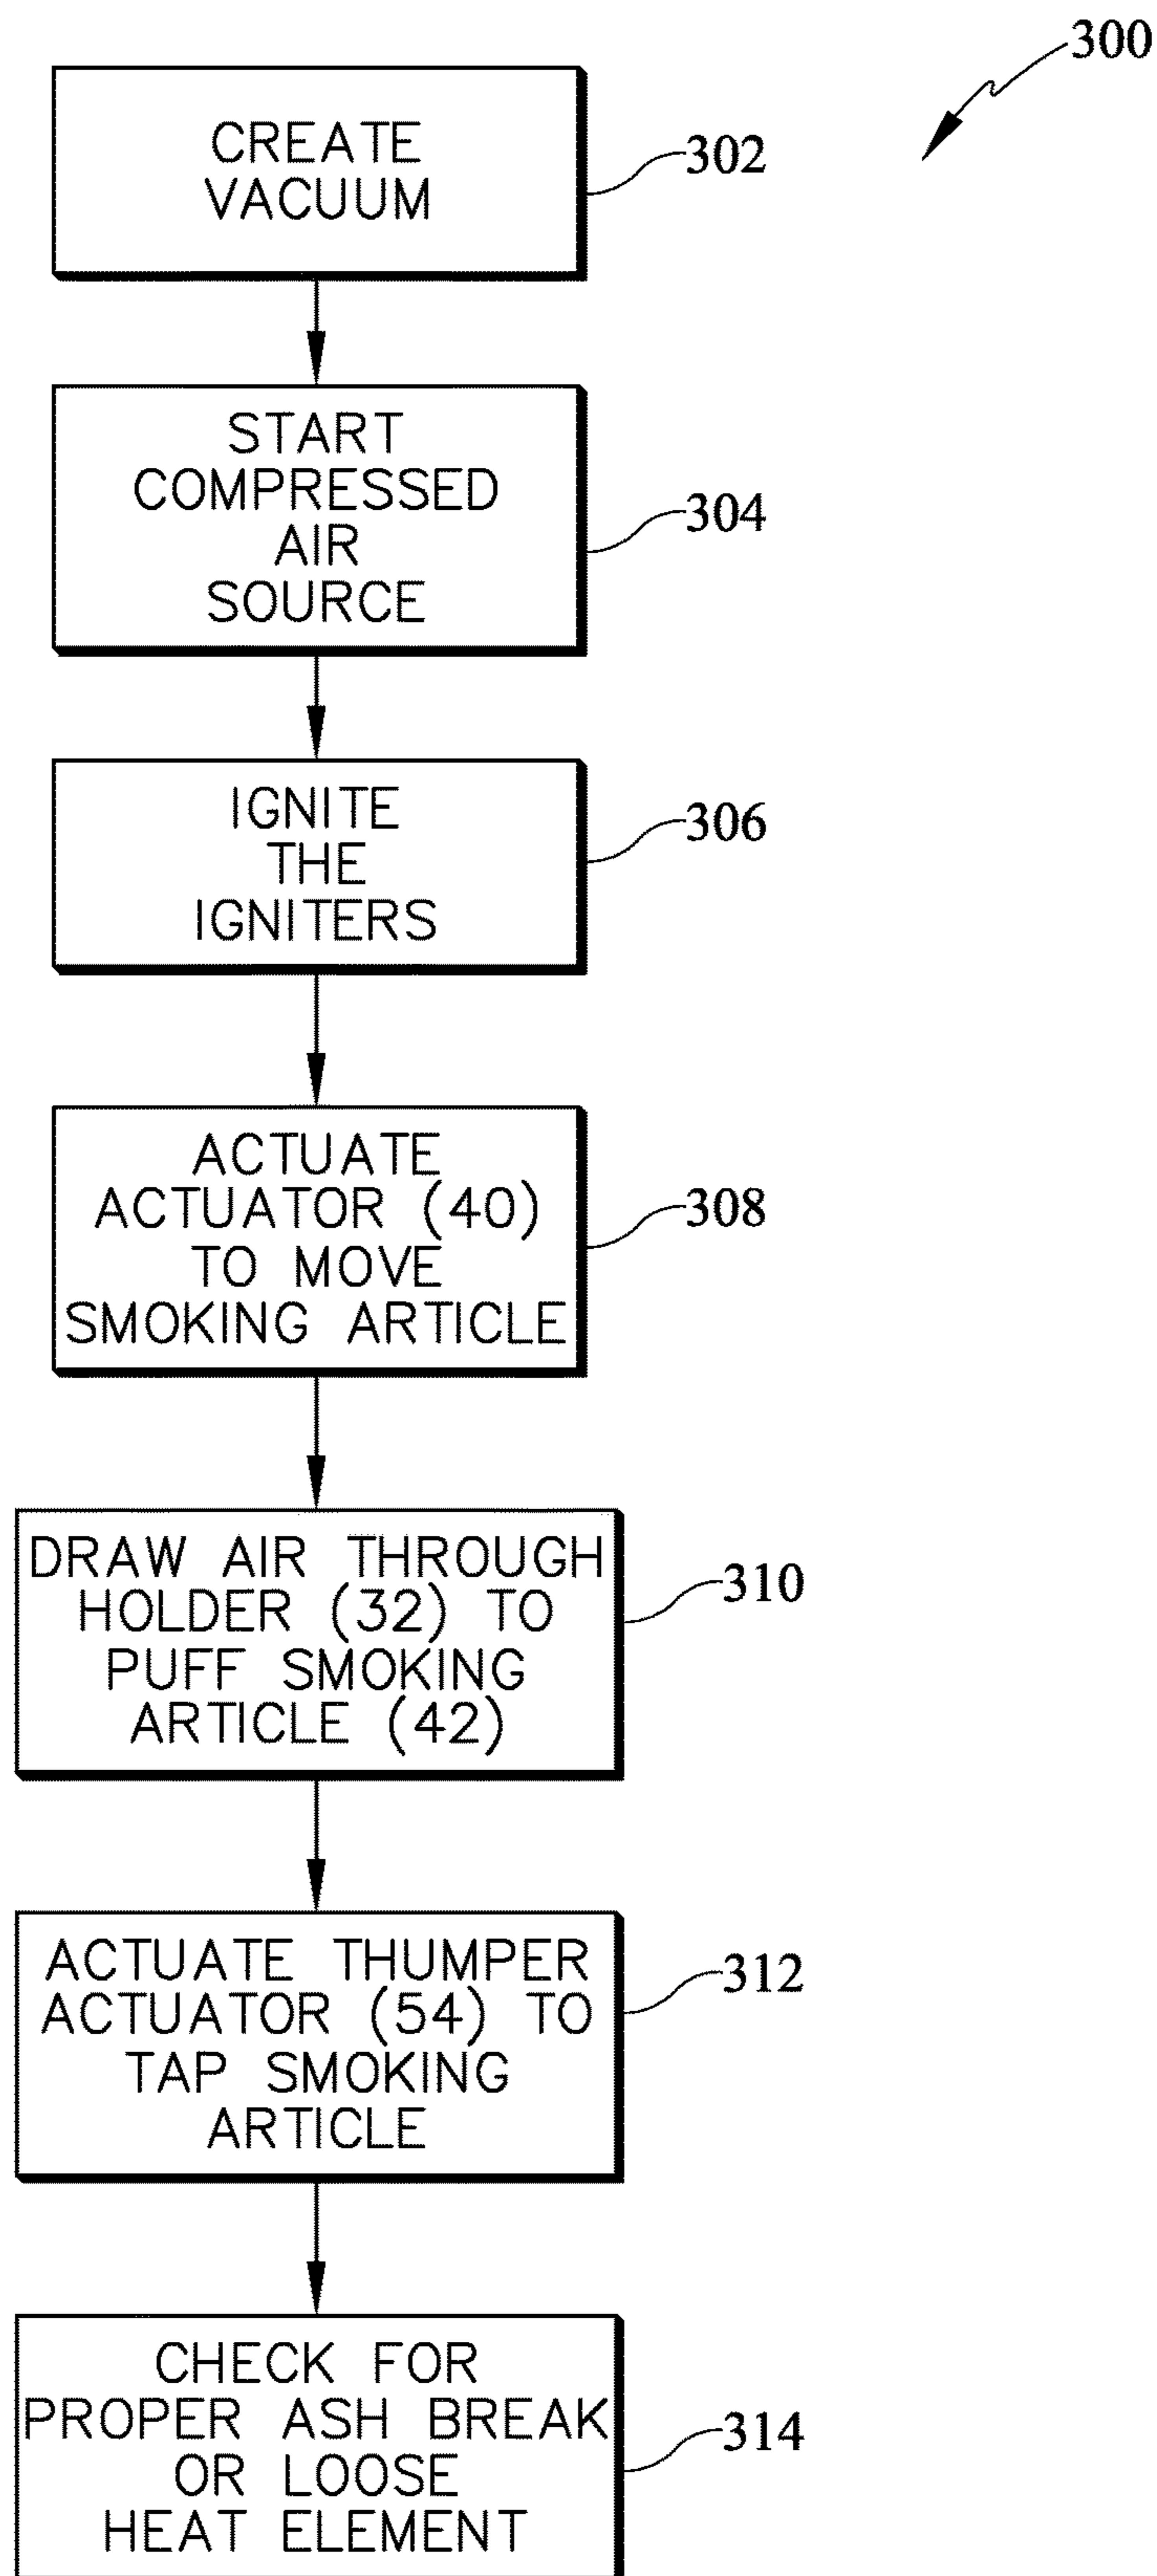 300
CREATE
VACUUM
302
START
COMPRESSED
AIR
SOURCE
304
IGNITE
THE
IGNITERS
306
ACTUATE
ACTUATOR (40)
TO MOVE
SMOKING ARTICLE
308
DRAW AIR THROUGH
HOLDER (32) TO
PUFF SMOKING
ARTICLE (42)
310
ACTUATE THUMPER
ACTUATOR (54) TO
TAP SMOKING
ARTICLE
312
CHECK FOR
PROPER ASH BREAK
OR LOOSE
HEAT ELEMENT
314